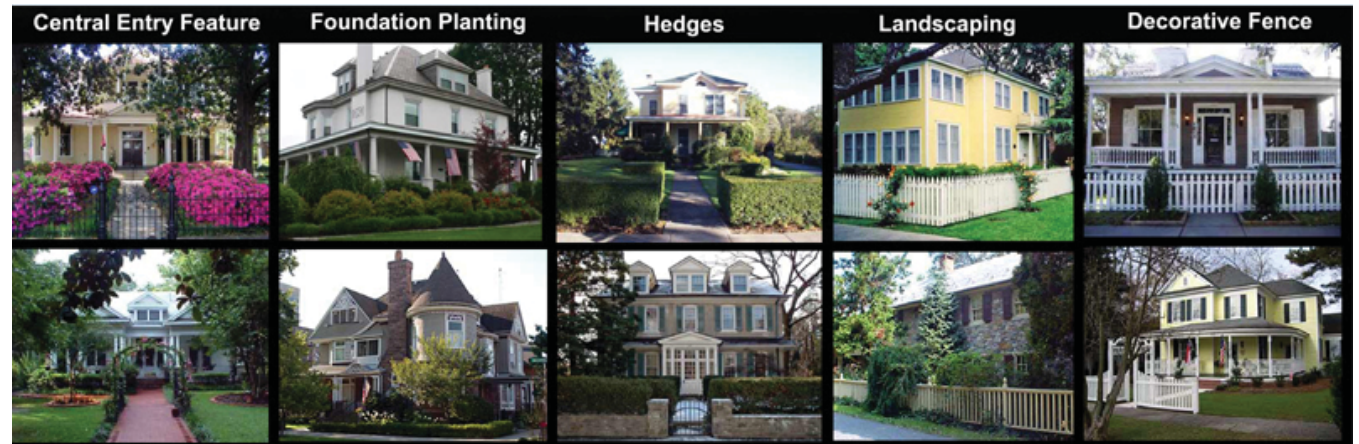 Central Entry Feature
Foundation Planting
Hedges
Landscaping
Decorative Fence